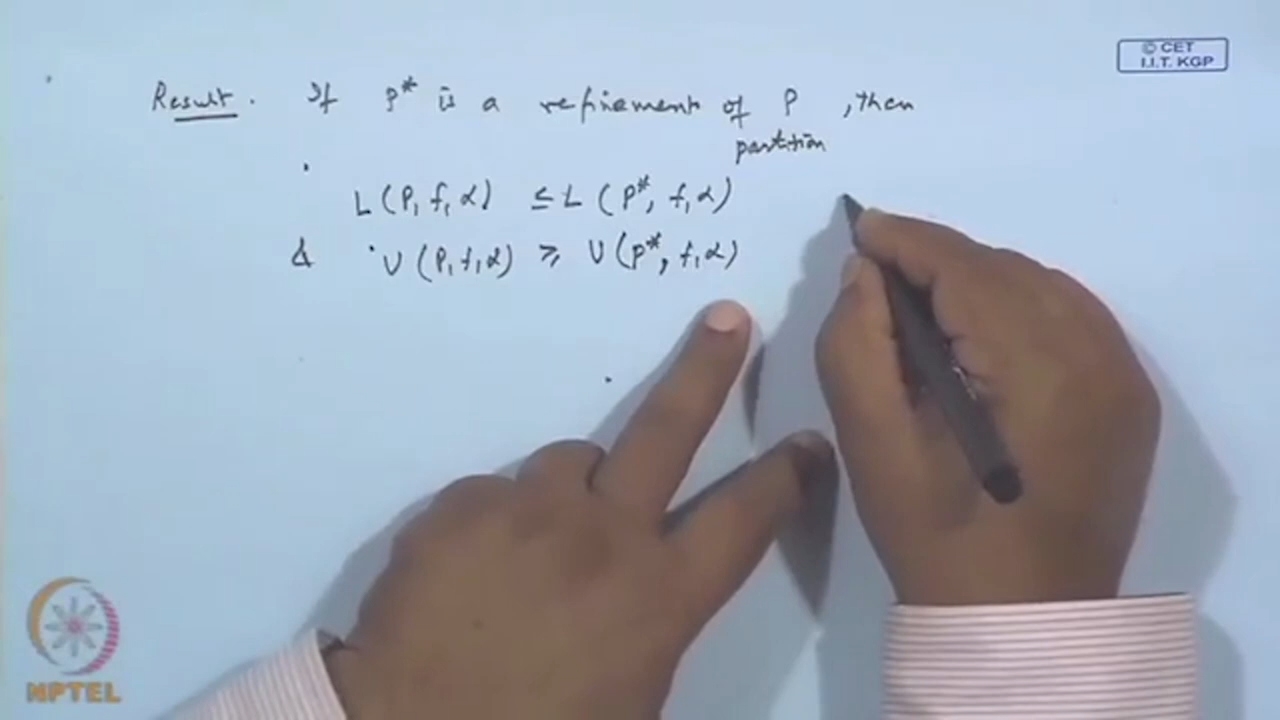 © CET
I.I.T. KGP
Result. If P* is a refinement of P, then
partition
L(P, f, α) ≤ L(P*, f, α)
& U(P, f, α) ≥ U(P*, f, α)
NPTEL